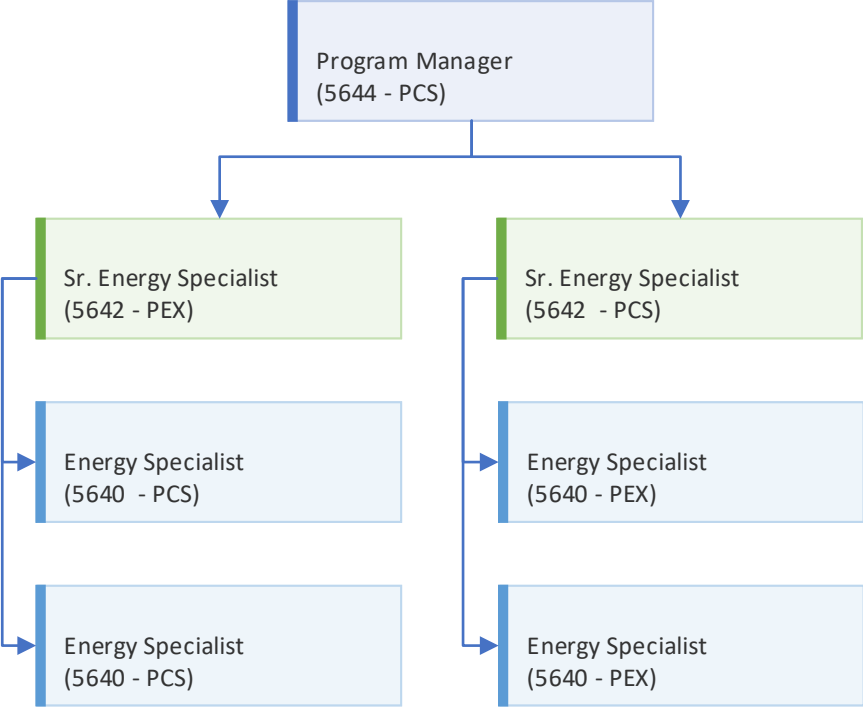 Program Manager
(5644 - PCS)
Sr. Energy Specialist
(5642 - PEX)
Sr. Energy Specialist
(5642  - PCS)
Energy Specialist
(5640  - PCS)
Energy Specialist
(5640 - PEX)
Energy Specialist
(5640 - PCS)
Energy Specialist
(5640 - PEX)